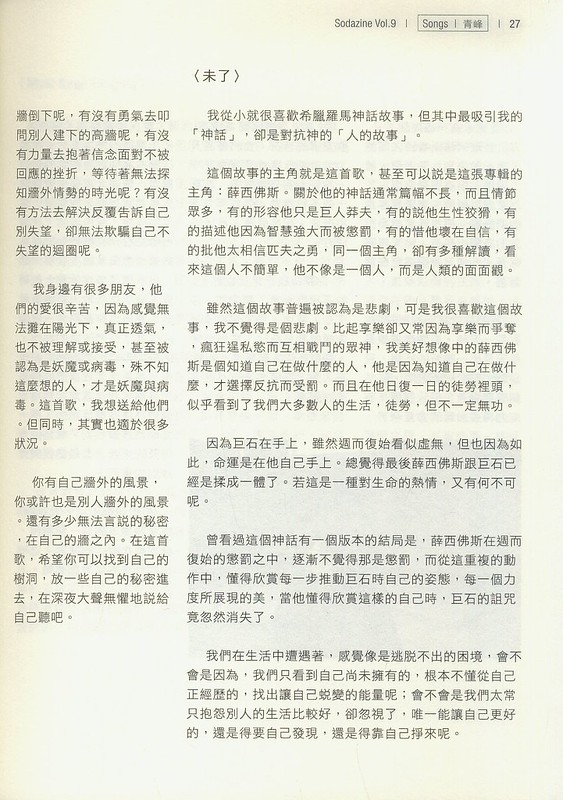 Sodazine Vol.9 | Songs | 青峰 | 27
牆倒下呢，有沒有勇氣去叩
問別人建下的高牆呢，有沒
有力量去抱著信念面對不被
回應的挫折，等待著無法探
知牆外情勢的時光呢？有沒
有方法去解決反覆告訴自己
別失望，卻無法欺騙自己不
失望的迴圈呢。
我身邊有很多朋友，他
們的愛很辛苦，因為感覺無
法攤在陽光下，真正透氣，
也不被理解或接受，甚至被
認為是妖魔或病毒，殊不知
這麼想的人，才是妖魔與病
毒。這首歌，我想送給他們
。但同時，其實也適於很多
狀況。
你有自己牆外的風景，
你或許也是別人牆外的風景
。還有多少無法言說的秘密
，在自己的牆之內。在這首
歌，希望你可以找到自己的
樹洞，放一些自己的秘密進
去，在深夜大聲無懼地説給
自己聽吧。
〈未了〉
我從小就很喜歡希臘羅馬神話故事，但其中最吸引我的
「神話」，卻是對抗神的「人的故事」。
這個故事的主角就是這首歌，甚至可以説是這張專輯的
主角：薛西佛斯。關於他的神話通常篇幅不長，而且情節
眾多，有的形容他只是巨人莽夫，有的説他生性狡猾，有
的描述他因為智慧強大而被懲罰，有的惜他壞在自信，有
的批他太相信匹夫之勇，同一個主角，卻有多種解讀，看
來這個人不簡單，他不像是一個人，而是人類的面面觀。
雖然這個故事普遍被認為是悲劇，可是我很喜歡這個故
事，我不覺得是個悲劇。比起享樂卻又常因為享樂而爭奪
，瘋狂逞私慾而互相戰鬥的眾神，我美好想像中的薛西佛
斯是個知道自己在做什麼的人，他是因為知道自己在做什
麼，才選擇反抗而受罰。而且在他日復一日的徒勞裡頭，
似乎看到了我們大多數人的生活，徒勞，但不一定無功。
因為巨石在手上，雖然週而復始看似虛無，但也因為如
此，命運是在他自己手上。總覺得最後薛西佛斯跟巨石已
經是揉成一體了。若這是一種對生命的熱情，又有何不可
呢。
曾看過這個神話有一個版本的結局是，薛西佛斯在週而
復始的懲罰之中，逐漸不覺得那是懲罰，而從這重複的動
作中，懂得欣賞每一步推動巨石時自己的姿態，每一個力
度所展現的美，當他懂得欣賞這樣的自己時，巨石的詛咒
竟忽然消失了。
我們在生活中遭遇著，感覺像是逃脱不出的困境，會不
會是因為，我們只看到自己尚未擁有的，根本不懂從自己
正經歷的，找出讓自己蜕變的能量呢；會不會是我們太常
只抱怨別人的生活比較好，卻忽視了，唯一能讓自己更好
的，還是得要自己發現，還是得靠自己掙來呢。